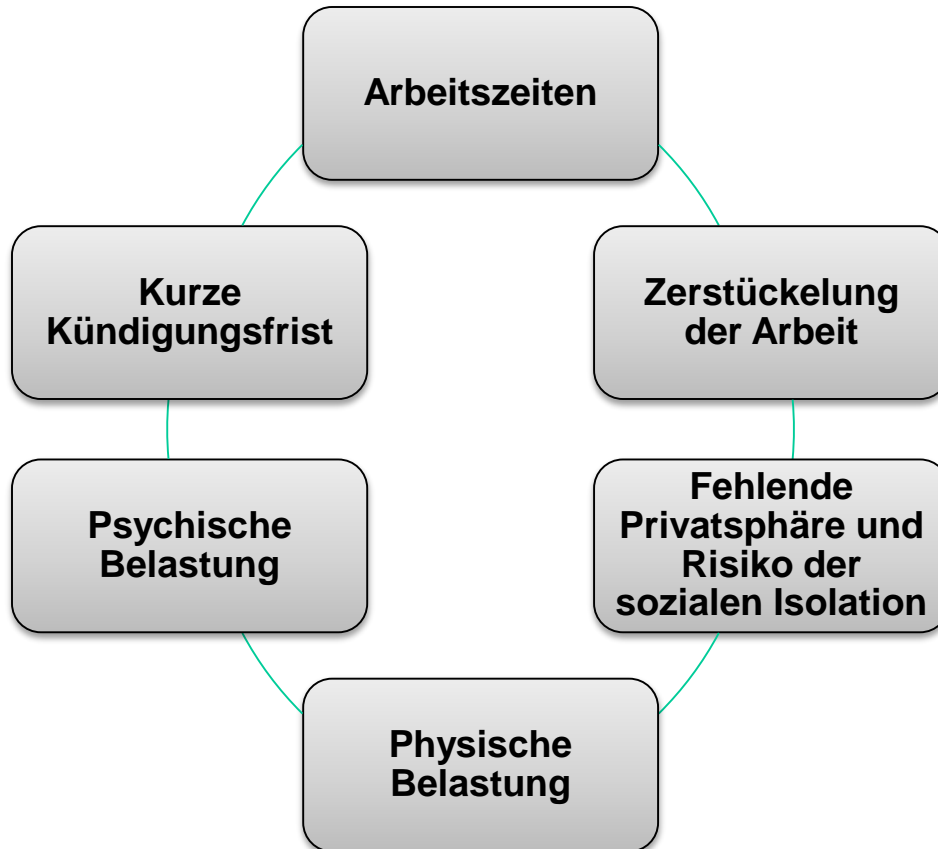 Arbeitszeiten
Zerstückelung
der Arbeit
Fehlende
Privatsphäre und
Risiko der
sozialen Isolation
Physische
Belastung
Psychische
Belastung
Kurze
Kündigungsfrist